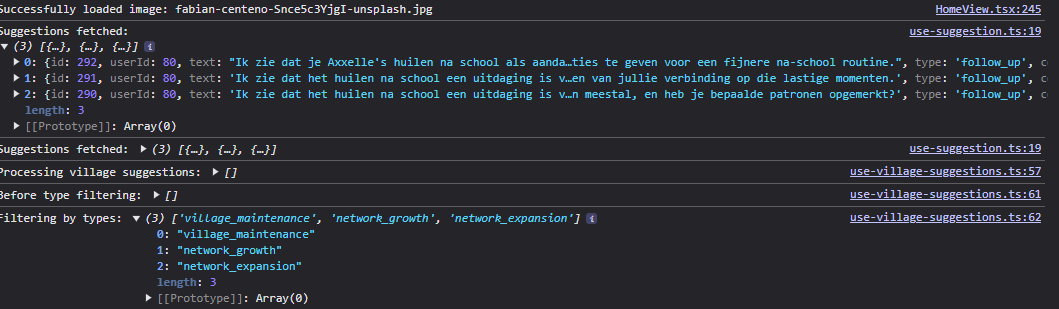 Successfully loaded image: fabian-centeno-Snce5c3YjgI-unsplash.jpg HomeView.tsx:245
Suggestions fetched: use-suggestion.ts:19
▼ (3) [{…}, {…}, {…}] i
▶ 0: {id: 292, userId: 80, text: "Ik zie dat je Axxelle's huilen na school als aanda…ties te geven voor een fijnere na-school routine.", type: 'follow_up', c
▶ 1: {id: 291, userId: 80, text: 'Ik zie dat het huilen na school een uitdaging is v…en van jullie verbinding op die lastige momenten.', type: 'follow_up', c
▶ 2: {id: 290, userId: 80, text: 'Ik zie dat het huilen na school een uitdaging is v…n meestal, en heb je bepaalde patronen opgemerkt?', type: 'follow_up', c
length: 3
▶ [[Prototype]]: Array(0)
Suggestions fetched: ▶ (3) [{…}, {…}, {…}] use-suggestion.ts:19
Processing village suggestions: ▶ [] use-village-suggestions.ts:57
Before type filtering: ▶ [] use-village-suggestions.ts:61
Filtering by types: ▼ (3) ['village_maintenance', 'network_growth', 'network_expansion'] i use-village-suggestions.ts:62
0: "village_maintenance"
1: "network_growth"
2: "network_expansion"
length: 3
▶ [[Prototype]]: Array(0)